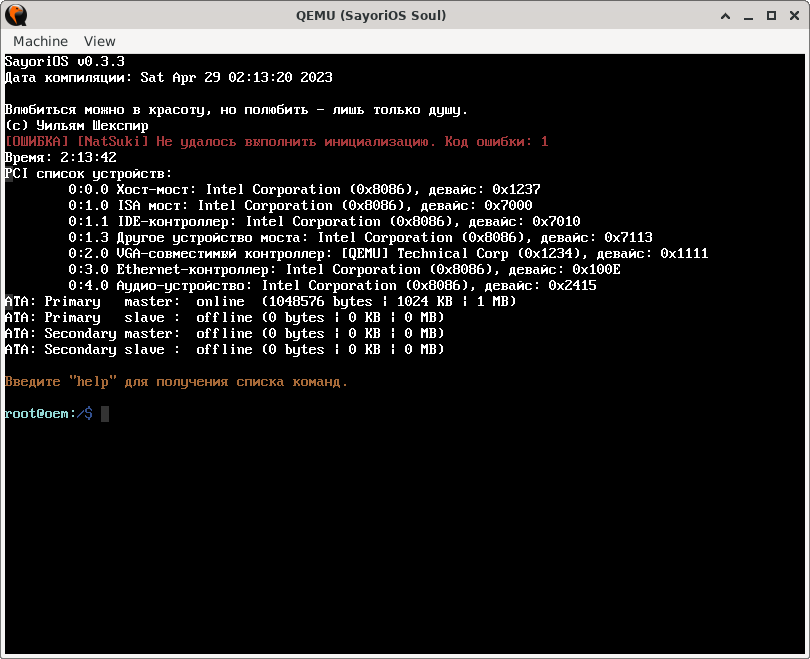 QEMU (SayoriOS Soul)
Machine View
SayoriOS v0.3.3
Дата компиляции: Sat Apr 29 02:13:20 2023
Влюбиться можно в красоту, но полюбить - лишь только душу.
(c) Уильям Шекспир
[ОШИБКА] [NatSuki] Не удалось выполнить инициализацию. Код ошибки: 1
Время: 2:13:42
PCI список устройств:
0:0.0 Хост-мост: Intel Corporation (0x8086), девайс: 0x1237
0:1.0 ISA мост: Intel Corporation (0x8086), девайс: 0x7000
0:1.1 IDE-контроллер: Intel Corporation (0x8086), девайс: 0x7010
0:1.3 Другое устройство моста: Intel Corporation (0x8086), девайс: 0x7113
0:2.0 VGA-совместимый контроллер: [QEMU] Technical Corp (0x1234), девайс: 0x1111
0:3.0 Ethernet-контроллер: Intel Corporation (0x8086), девайс: 0x100E
0:4.0 Аудио-устройство: Intel Corporation (0x8086), девайс: 0x2415
ATA: Primary master: online (1048576 bytes | 1024 KB | 1 MB)
ATA: Primary slave : offline (0 bytes | 0 KB | 0 MB)
ATA: Secondary master: offline (0 bytes | 0 KB | 0 MB)
ATA: Secondary slave : offline (0 bytes | 0 KB | 0 MB)
Введите "help" для получения списка команд.
root@oem:/$